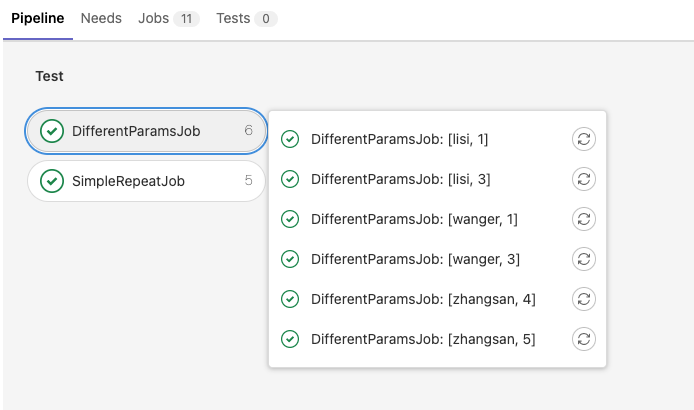 Pipeline Needs Jobs 11 Tests 0
Test
DifferentParamsJob 6
SimpleRepeatJob 5
DifferentParamsJob: [lisi, 1]
DifferentParamsJob: [lisi, 3]
DifferentParamsJob: [wanger, 1]
DifferentParamsJob: [wanger, 3]
DifferentParamsJob: [zhangsan, 4]
DifferentParamsJob: [zhangsan, 5]